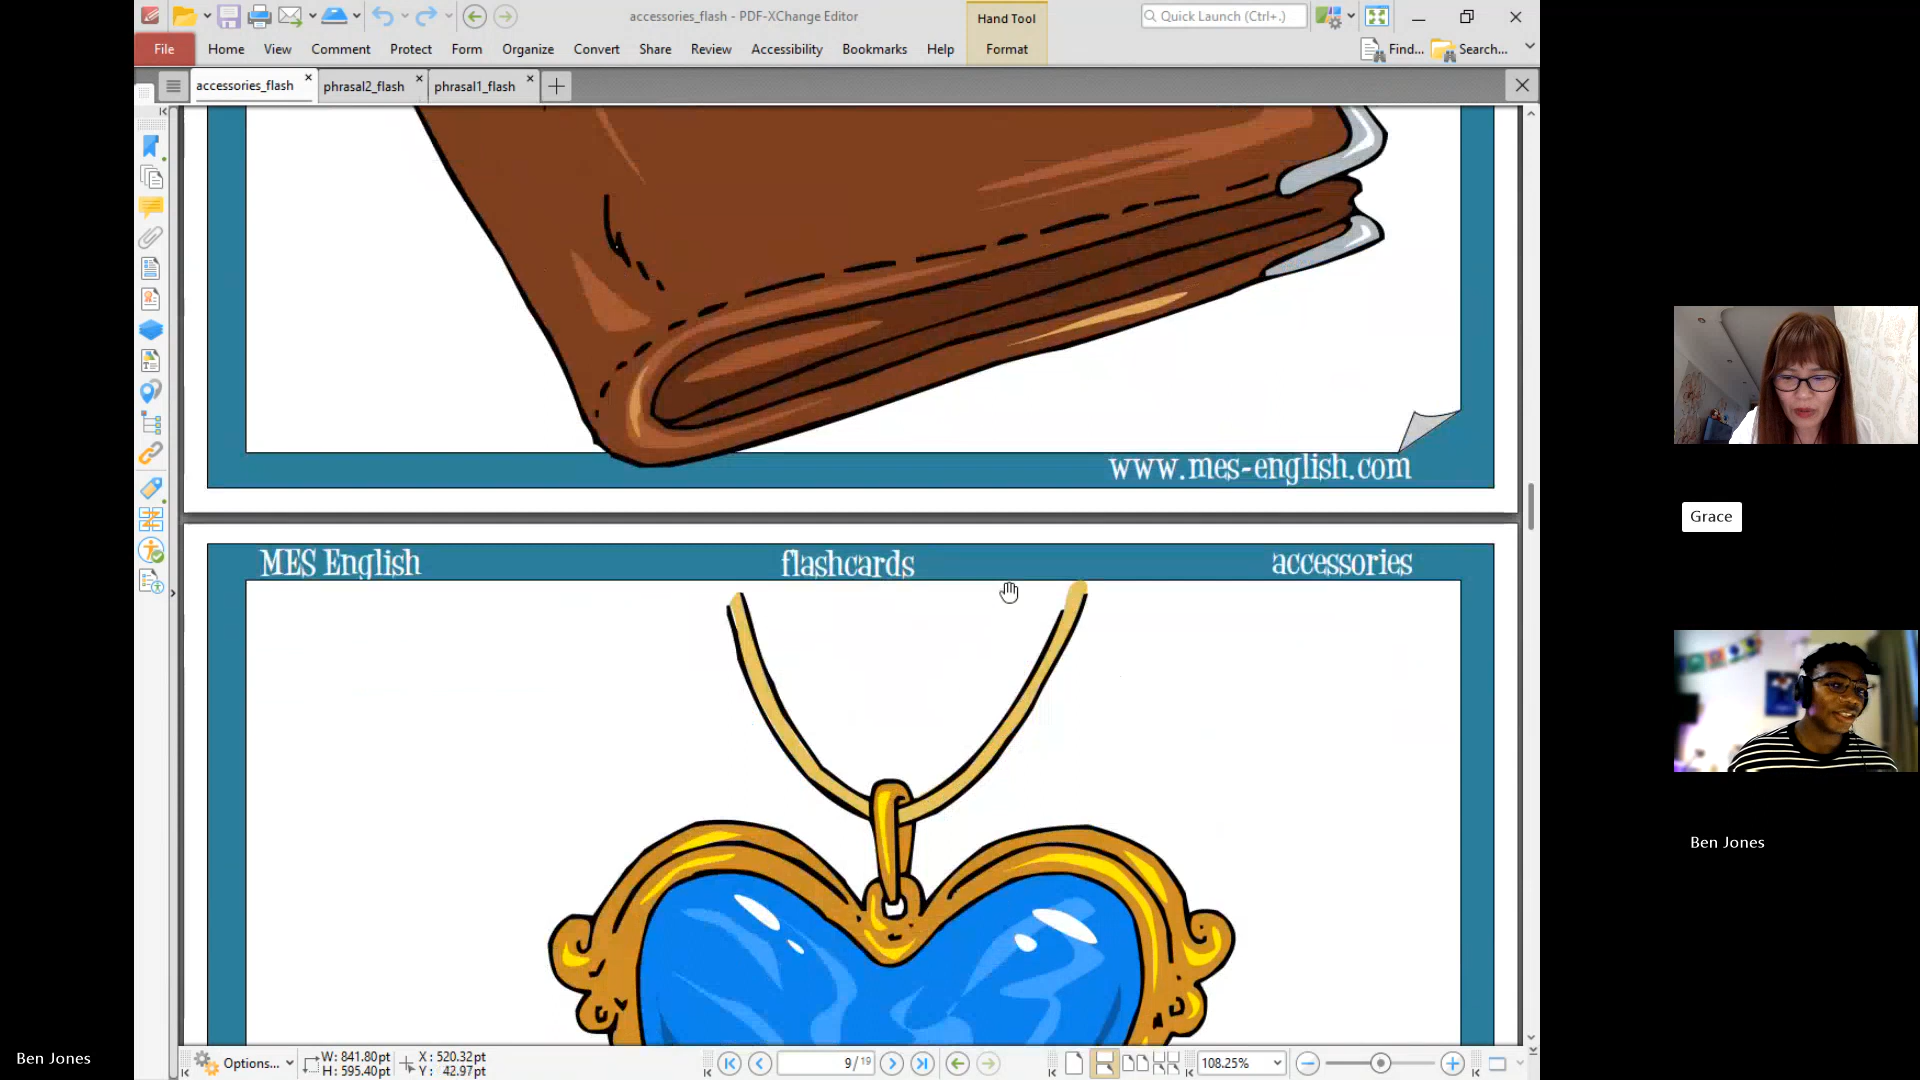 accessories_flash - PDF-XChange Editor
Hand Tool
Quick Launch (Ctrl+.)
File
Home
View
Comment
Protect
Form
Organize
Convert
Share
Review
Accessibility
Bookmarks
Help
Format
Find...
Search...
accessories_flash
phrasal2_flash
phrasal1_flash
www.mes-english.com
MES English
flashcards
accessories
Grace
Ben Jones
Ben Jones
Options...
W: 841.80pt
H: 595.40pt
X: 520.32pt
Y: 42.97pt
9 / 19
108.25%